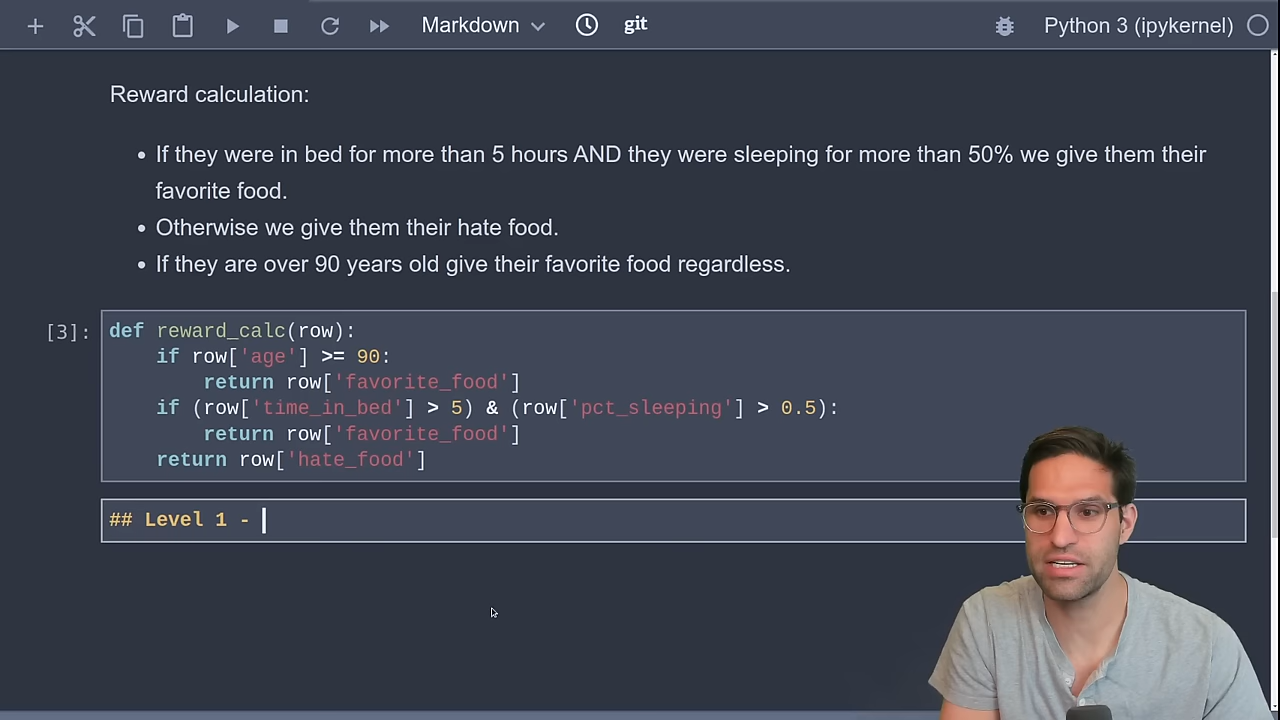 Markdown
git
Python 3 (ipykernel)
Reward calculation:
• If they were in bed for more than 5 hours AND they were sleeping for more than 50% we give them their
favorite food.
• Otherwise we give them their hate food.
• If they are over 90 years old give their favorite food regardless.
[3]:
def reward_calc(row):
    if row['age'] >= 90:
        return row['favorite_food']
    if (row['time_in_bed'] > 5) & (row['pct_sleeping'] > 0.5):
        return row['favorite_food']
    return row['hate_food']
## Level 1 -